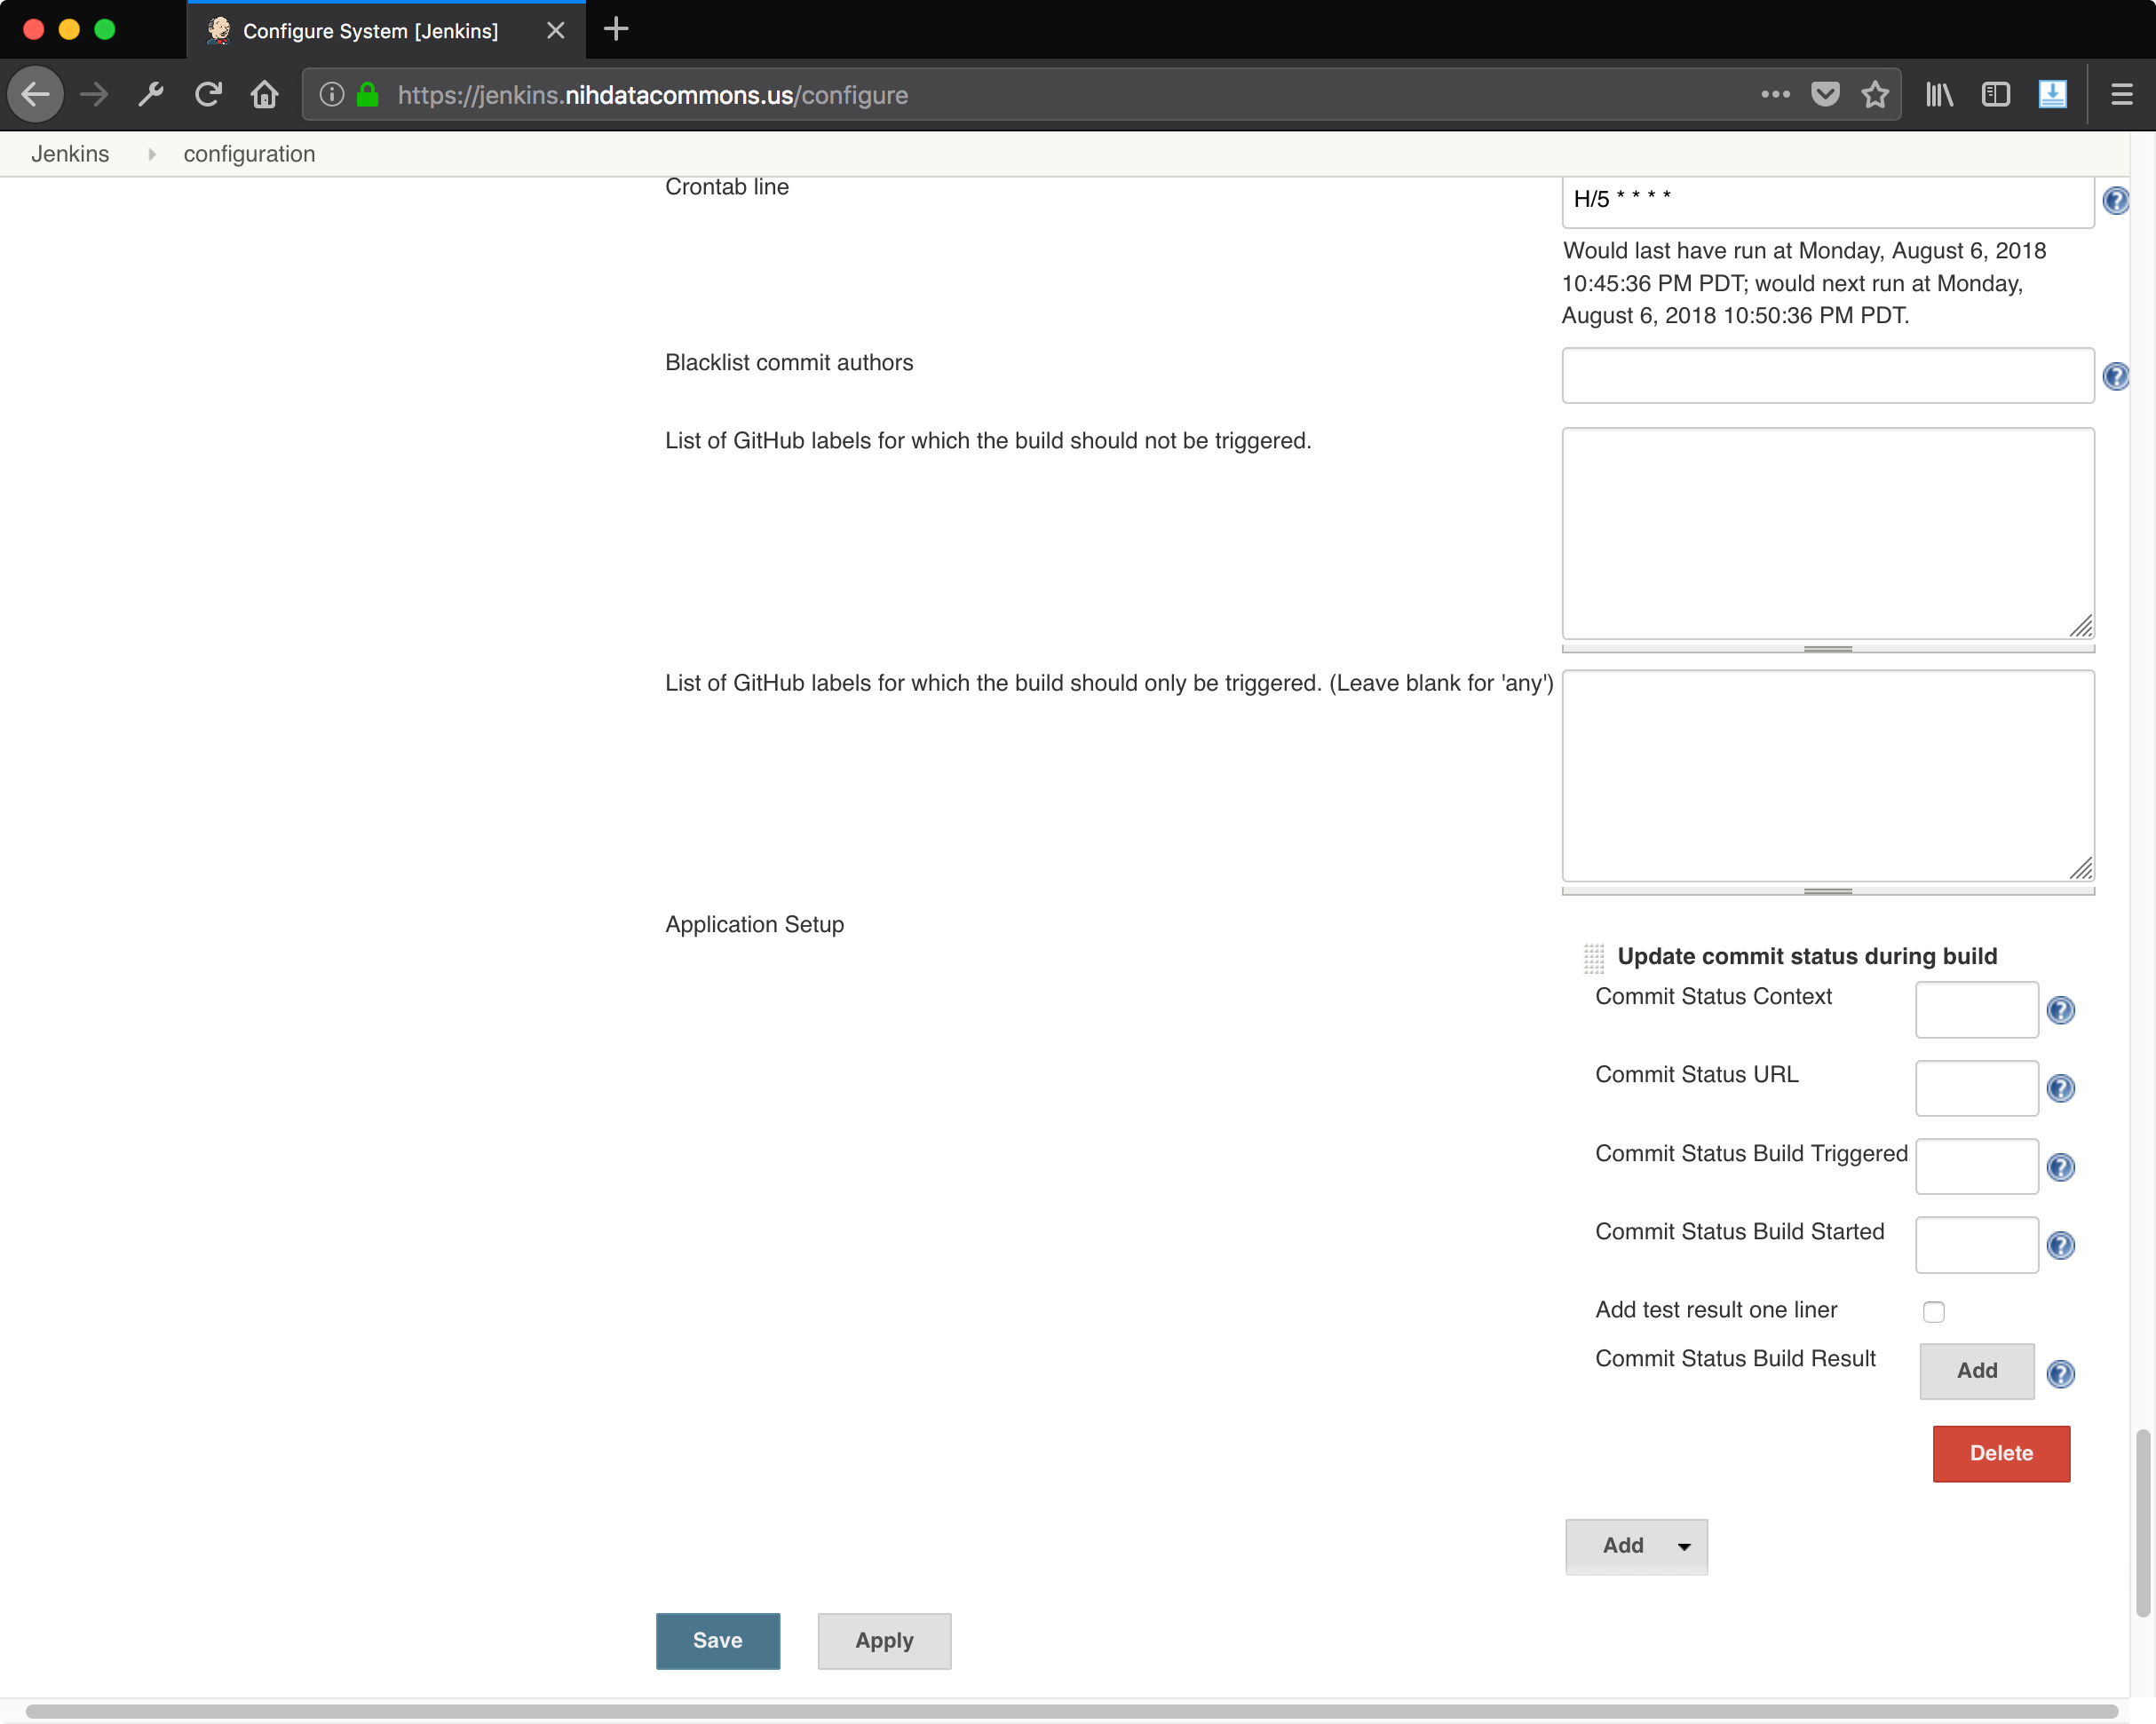 Configure System [Jenkins]
https://jenkins.nihdatacommons.us/configure
Jenkins
configuration
Crontab line
H/5 * * * *
Would last have run at Monday, August 6, 2018
10:45:36 PM PDT; would next run at Monday,
August 6, 2018 10:50:36 PM PDT.
Blacklist commit authors
List of GitHub labels for which the build should not be triggered.
List of GitHub labels for which the build should only be triggered. (Leave blank for 'any')
Application Setup
Update commit status during build
Commit Status Context
Commit Status URL
Commit Status Build Triggered
Commit Status Build Started
Add test result one liner
Commit Status Build Result
Add
Delete
Add
Save
Apply